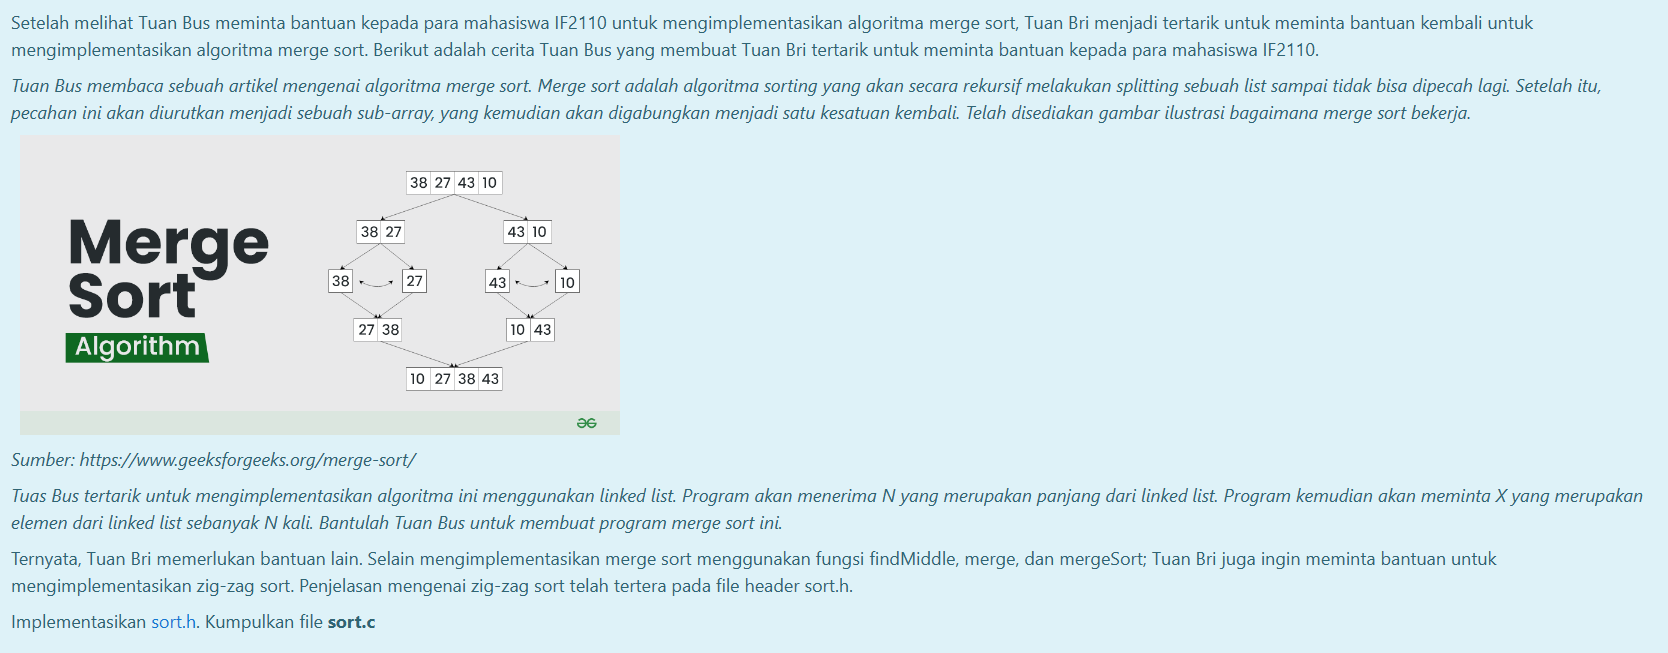 Setelah melihat Tuan Bus meminta bantuan kepada para mahasiswa IF2110 untuk mengimplementasikan algoritma merge sort, Tuan Bri menjadi tertarik untuk meminta bantuan kembali untuk
mengimplementasikan algoritma merge sort. Berikut adalah cerita Tuan Bus yang membuat Tuan Bri tertarik untuk meminta bantuan kepada para mahasiswa IF2110.
Tuan Bus membaca sebuah artikel mengenai algoritma merge sort. Merge sort adalah algoritma sorting yang akan secara rekursif melakukan splitting sebuah list sampai tidak bisa dipecah lagi. Setelah itu,
pecahan ini akan diurutkan menjadi sebuah sub-array, yang kemudian akan digabungkan menjadi satu kesatuan kembali. Telah disediakan gambar ilustrasi bagaimana merge sort bekerja.
Merge
Sort
Algorithm
38 27 43 10
38 27 43 10
38 27 43 10
27 38 10 43
10 27 38 43
Sumber: https://www.geeksforgeeks.org/merge-sort/
Tuas Bus tertarik untuk mengimplementasikan algoritma ini menggunakan linked list. Program akan menerima N yang merupakan panjang dari linked list. Program kemudian akan meminta X yang merupakan
elemen dari linked list sebanyak N kali. Bantulah Tuan Bus untuk membuat program merge sort ini.
Ternyata, Tuan Bri memerlukan bantuan lain. Selain mengimplementasikan merge sort menggunakan fungsi findMiddle, merge, dan mergeSort; Tuan Bri juga ingin meminta bantuan untuk
mengimplementasikan zig-zag sort. Penjelasan mengenai zig-zag sort telah tertera pada file header sort.h.
Implementasikan sort.h. Kumpulkan file sort.c